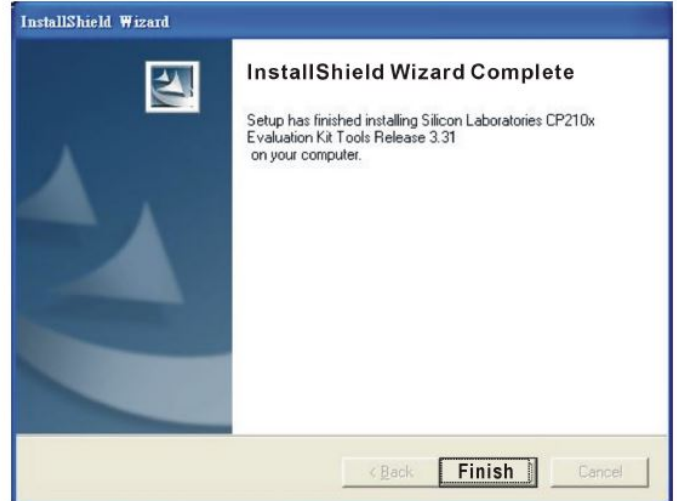 InstallShield Wizard
InstallShield Wizard Complete
Setup has finished installing Silicon Laboratories CP210x
Evaluation Kit Tools Release 3.31
on your computer.
< Back
Finish
Cancel